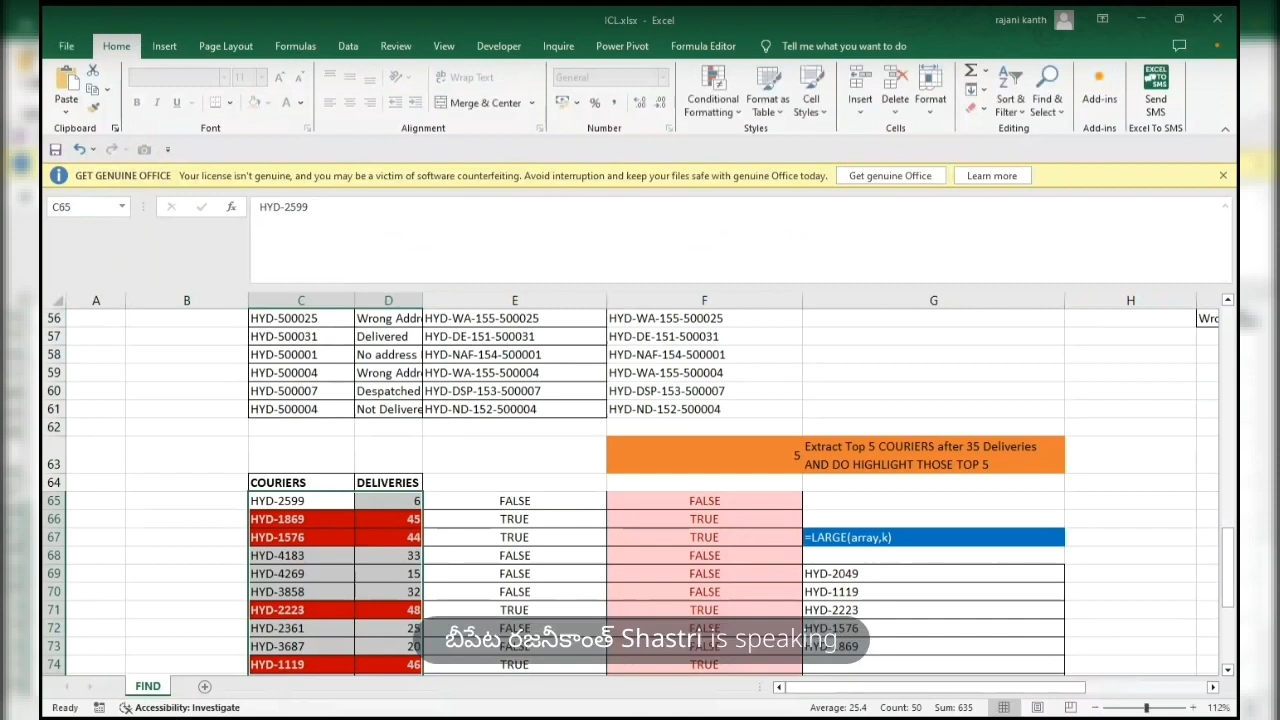 ICL.xlsx - Excel
rajani kanth
File Home Insert Page Layout Formulas Data Review View Developer Inquire Power Pivot Formula Editor Tell me what you want to do
Paste
11
Wrap Text
General
B I U
Merge & Center
Conditional Formatting
Format as Table
Cell Styles
Insert
Delete
Format
Sort & Filter
Find & Select
Add-ins
Send SMS
Clipboard Font Alignment Number Styles Cells Editing Add-ins Excel To SMS
GET GENUINE OFFICE Your license isn't genuine, and you may be a victim of software counterfeiting. Avoid interruption and keep your files safe with genuine Office today. Get genuine Office Learn more
C65 fx HYD-2599
A B C D E F G H
56 HYD-500025 Wrong Addr HYD-WA-155-500025 HYD-WA-155-500025 Wro
57 HYD-500031 Delivered HYD-DE-151-500031 HYD-DE-151-500031
58 HYD-500001 No address HYD-NAF-154-500001 HYD-NAF-154-500001
59 HYD-500004 Wrong Addr HYD-WA-155-500004 HYD-WA-155-500004
60 HYD-500007 Despatched HYD-DSP-153-500007 HYD-DSP-153-500007
61 HYD-500004 Not Delivere HYD-ND-152-500004 HYD-ND-152-500004
62
63 5 Extract Top 5 COURIERS after 35 Deliveries
AND DO HIGHLIGHT THOSE TOP 5
64 COURIERS DELIVERIES
65 HYD-2599 6 FALSE FALSE
66 HYD-1869 45 TRUE TRUE
67 HYD-1576 44 TRUE TRUE =LARGE(array,k)
68 HYD-4183 33 FALSE FALSE
69 HYD-4269 15 FALSE FALSE HYD-2049
70 HYD-3858 32 FALSE FALSE HYD-1119
71 HYD-2223 48 TRUE TRUE HYD-2223
72 HYD-2361 25 FALSE FALSE HYD-1576
73 HYD-3687 20 FALSE FALSE
74 HYD-1119 46 TRUE TRUE
బీపేట రజనీకాంత్ Shastri is speaking
FIND
Ready Accessibility: Investigate Average: 25.4 Count: 50 Sum: 635 112%